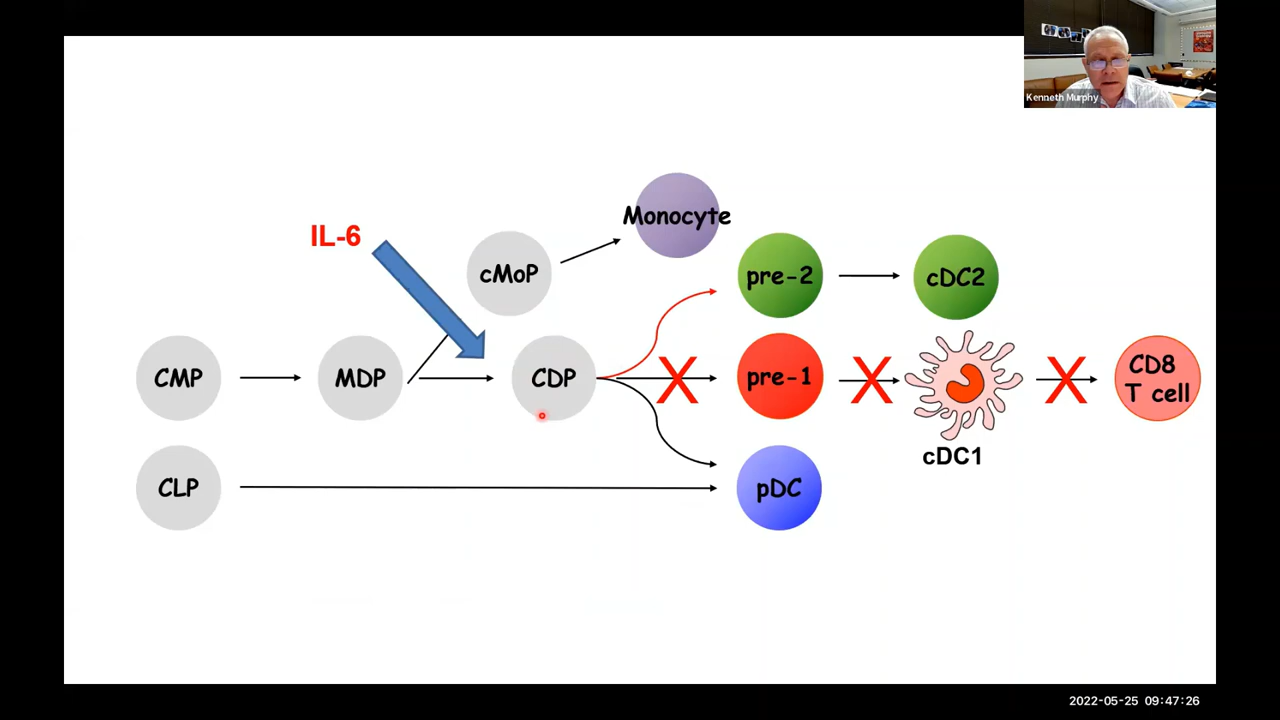 Kenneth Murphy
IL-6
Monocyte
cMoP
pre-2
cDC2
CMP
MDP
CDP
X
pre-1
X
X
CD8
T cell
cDC1
CLP
pDC
2022-05-25 09:47:26